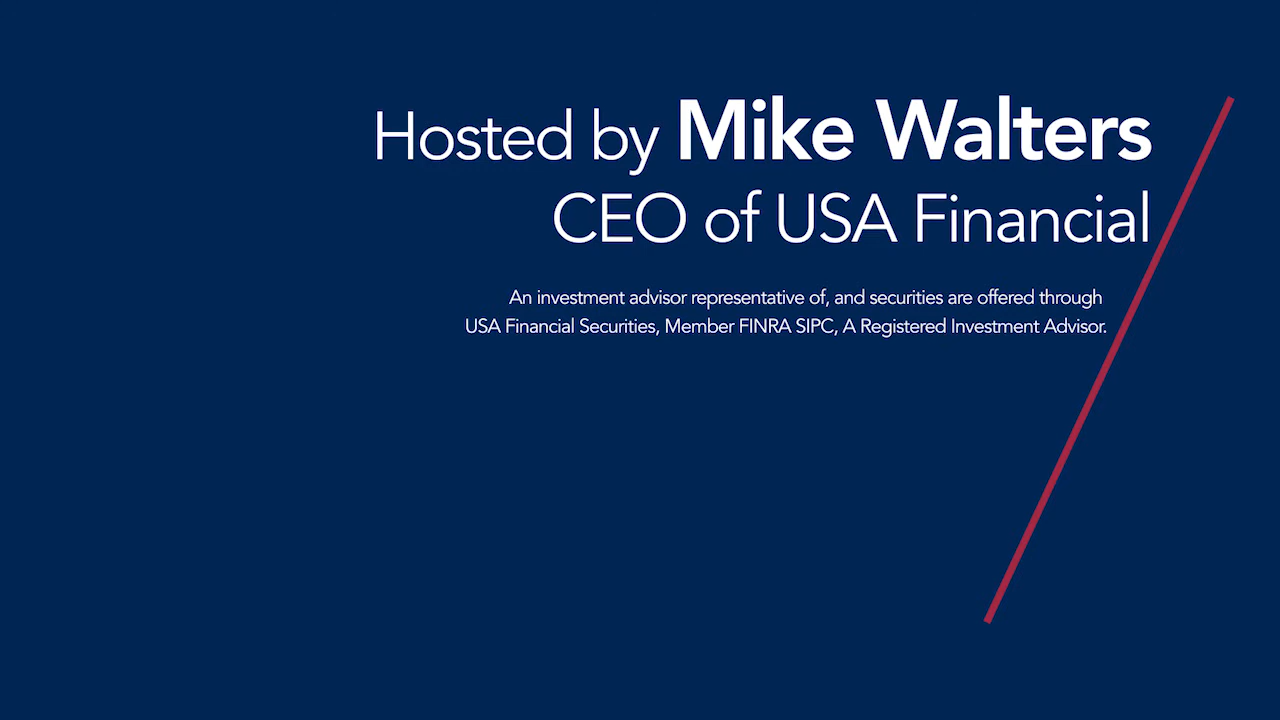 Hosted by Mike Walters
CEO of USA Financial
An investment advisor representative of, and securities are offered through
USA Financial Securities, Member FINRA SIPC, A Registered Investment Advisor.